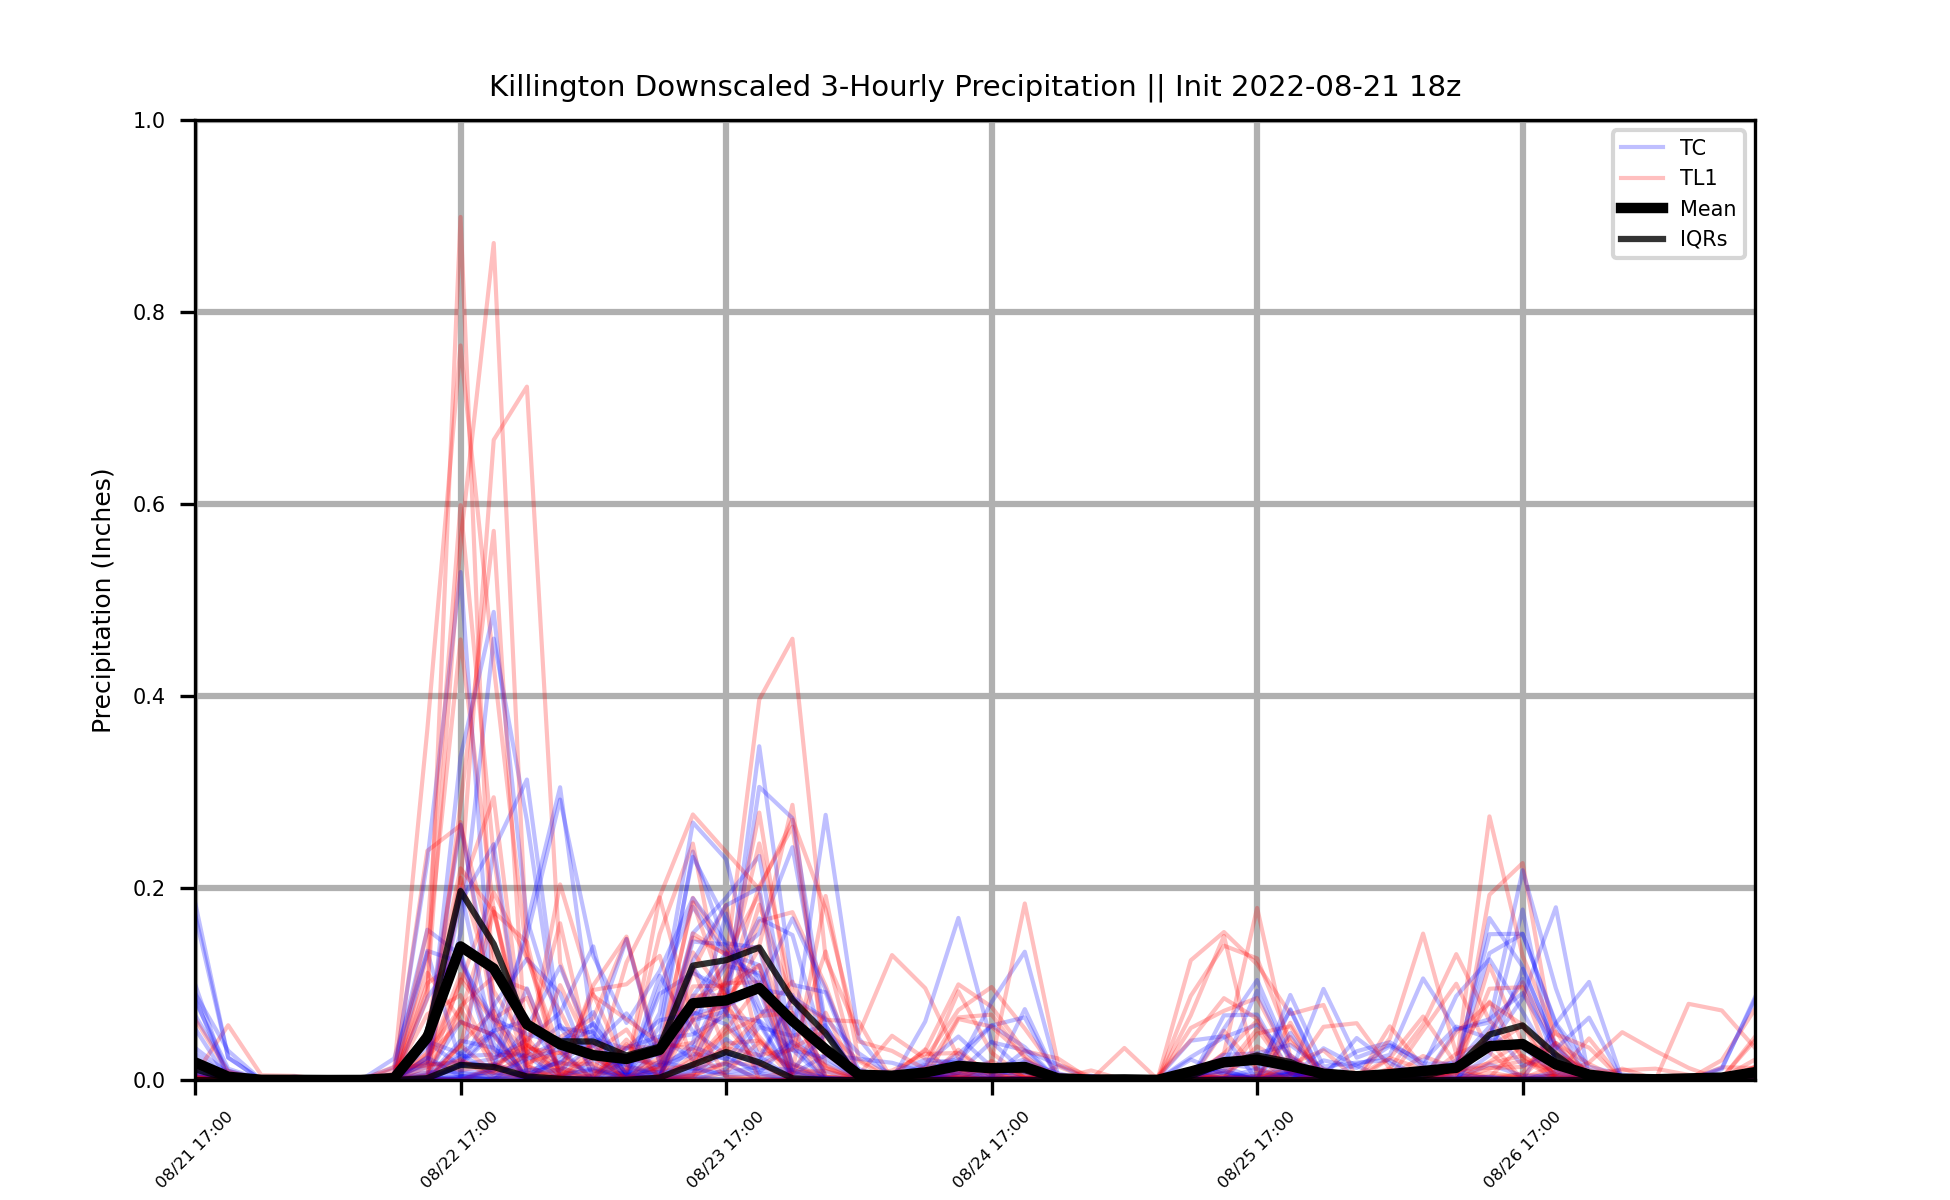 Killington Downscaled 3-Hourly Precipitation || Init 2022-08-21 18z
1.0
0.8
0.6
0.4
0.2
0.0
Precipitation (Inches)
TC
TL1
Mean
IQRs
08/21 17:00
08/22 17:00
08/23 17:00
08/24 17:00
08/25 17:00
08/26 17:00